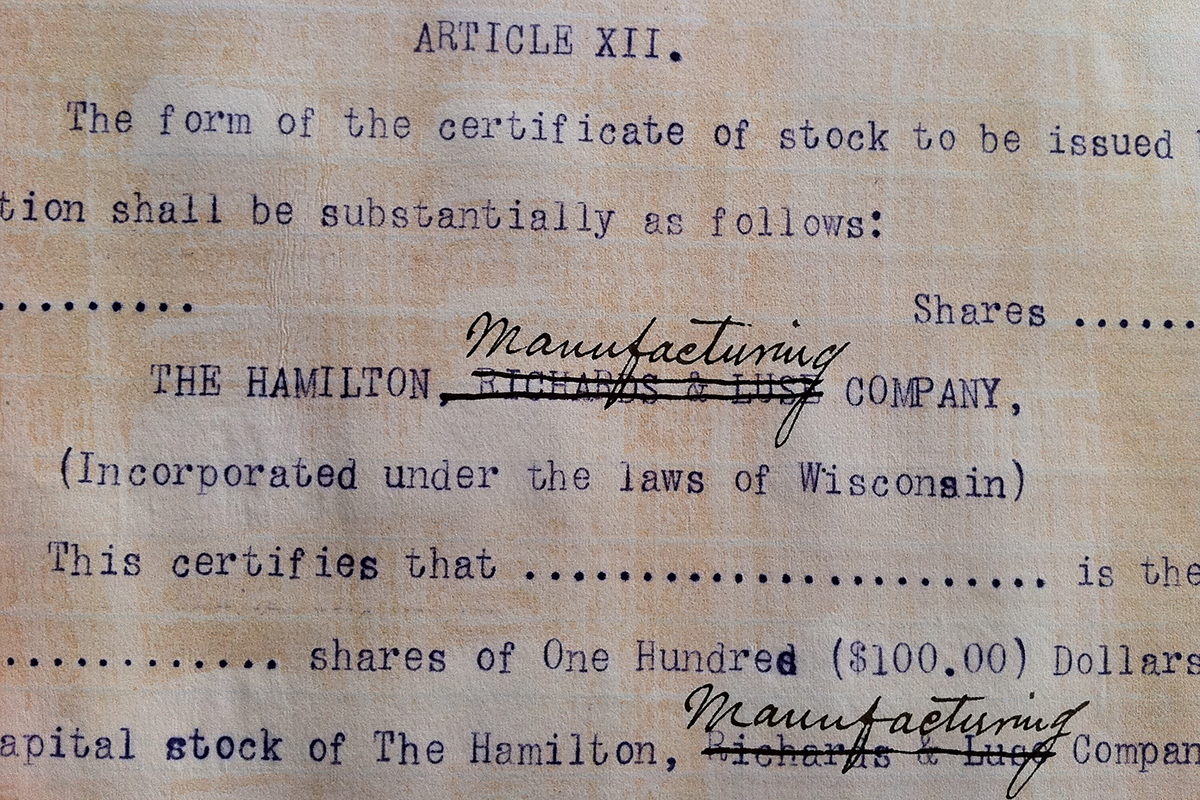 ARTICLE XII.
The form of the certificate of stock to be issued
tion shall be substantially as follows:
......... Shares ......
Manufacturing
THE HAMILTON, RICHARDS & LUSE COMPANY,
(Incorporated under the laws of Wisconsin)
This certifies that ....................... is the
............ shares of One Hundred ($100.00) Dollars
Manufacturing
apital stock of The Hamilton, Richards & Luse Compan